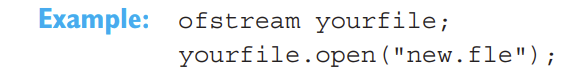 Example: ofstream yourfile;
yourfile.open("new.fle");